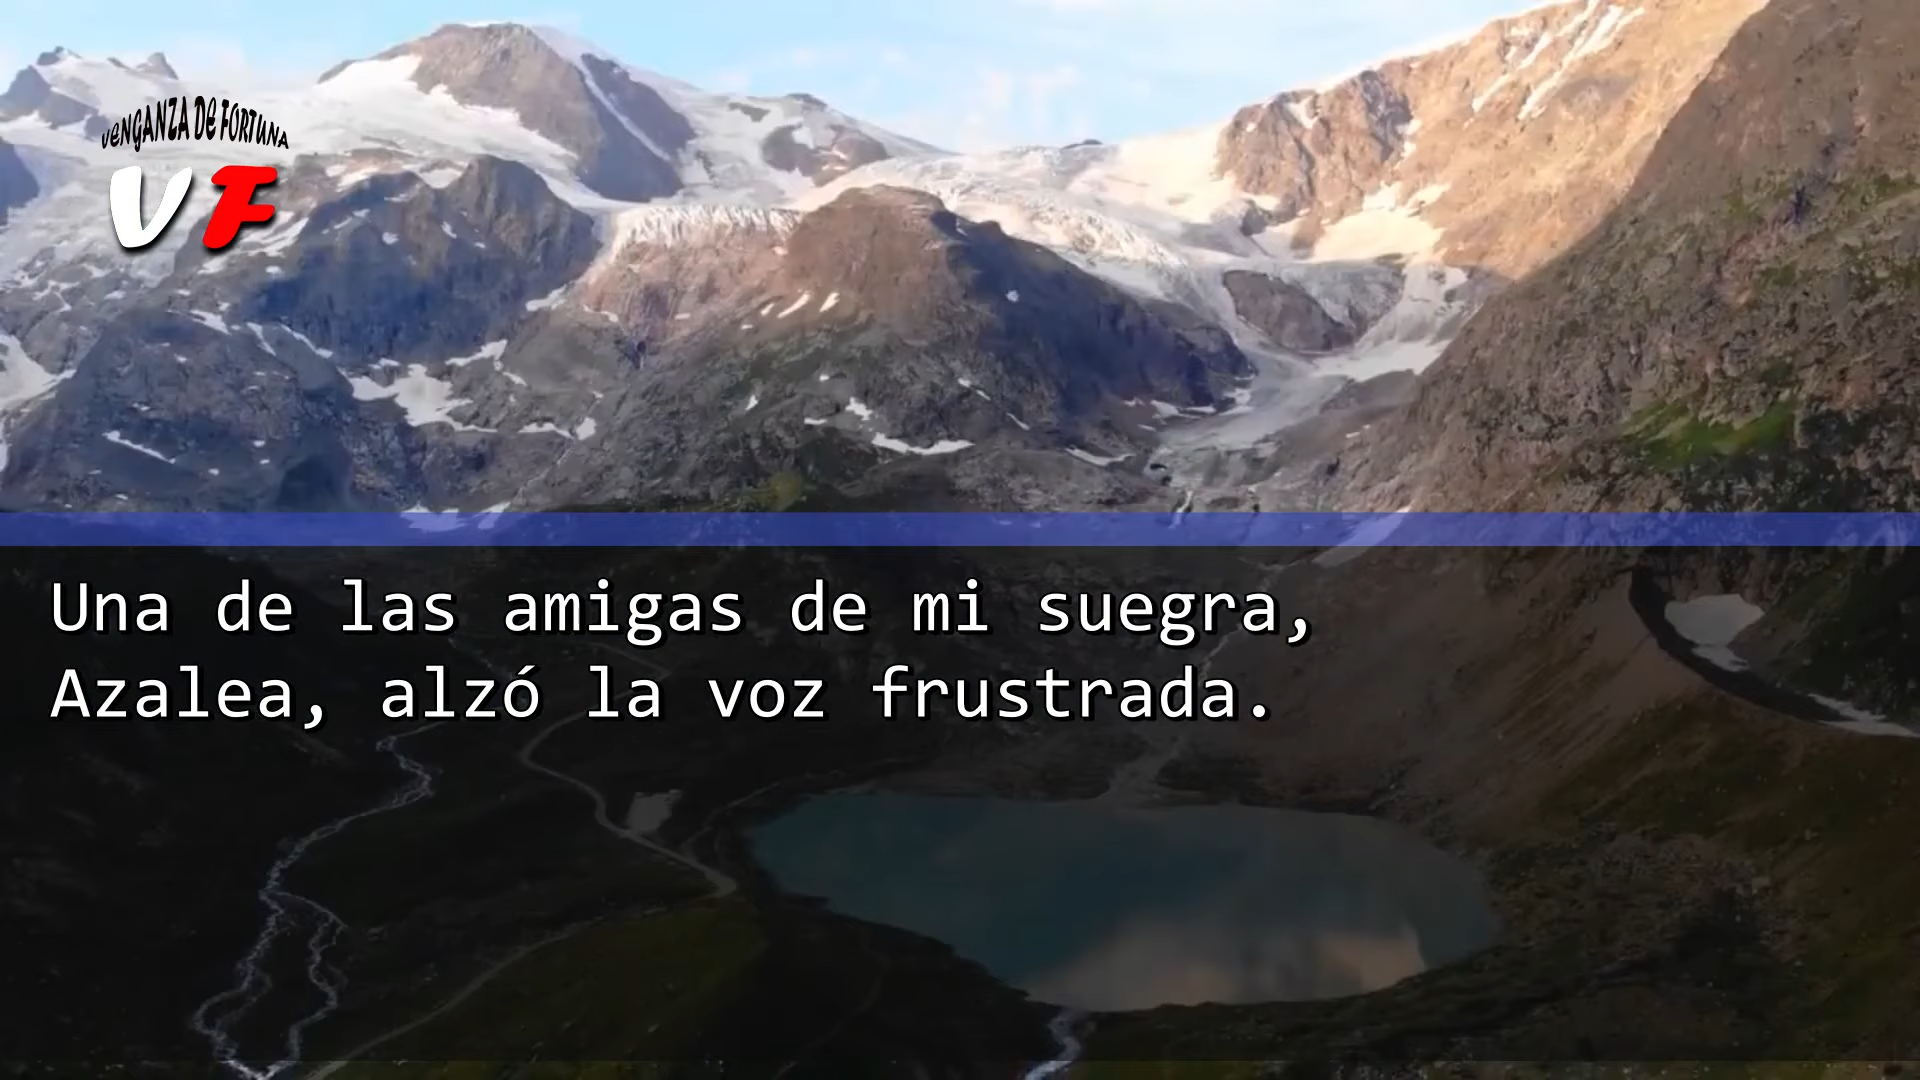 VENGANZA DE FORTUNA
VF
Una de las amigas de mi suegra,
Azalea, alzó la voz frustrada.